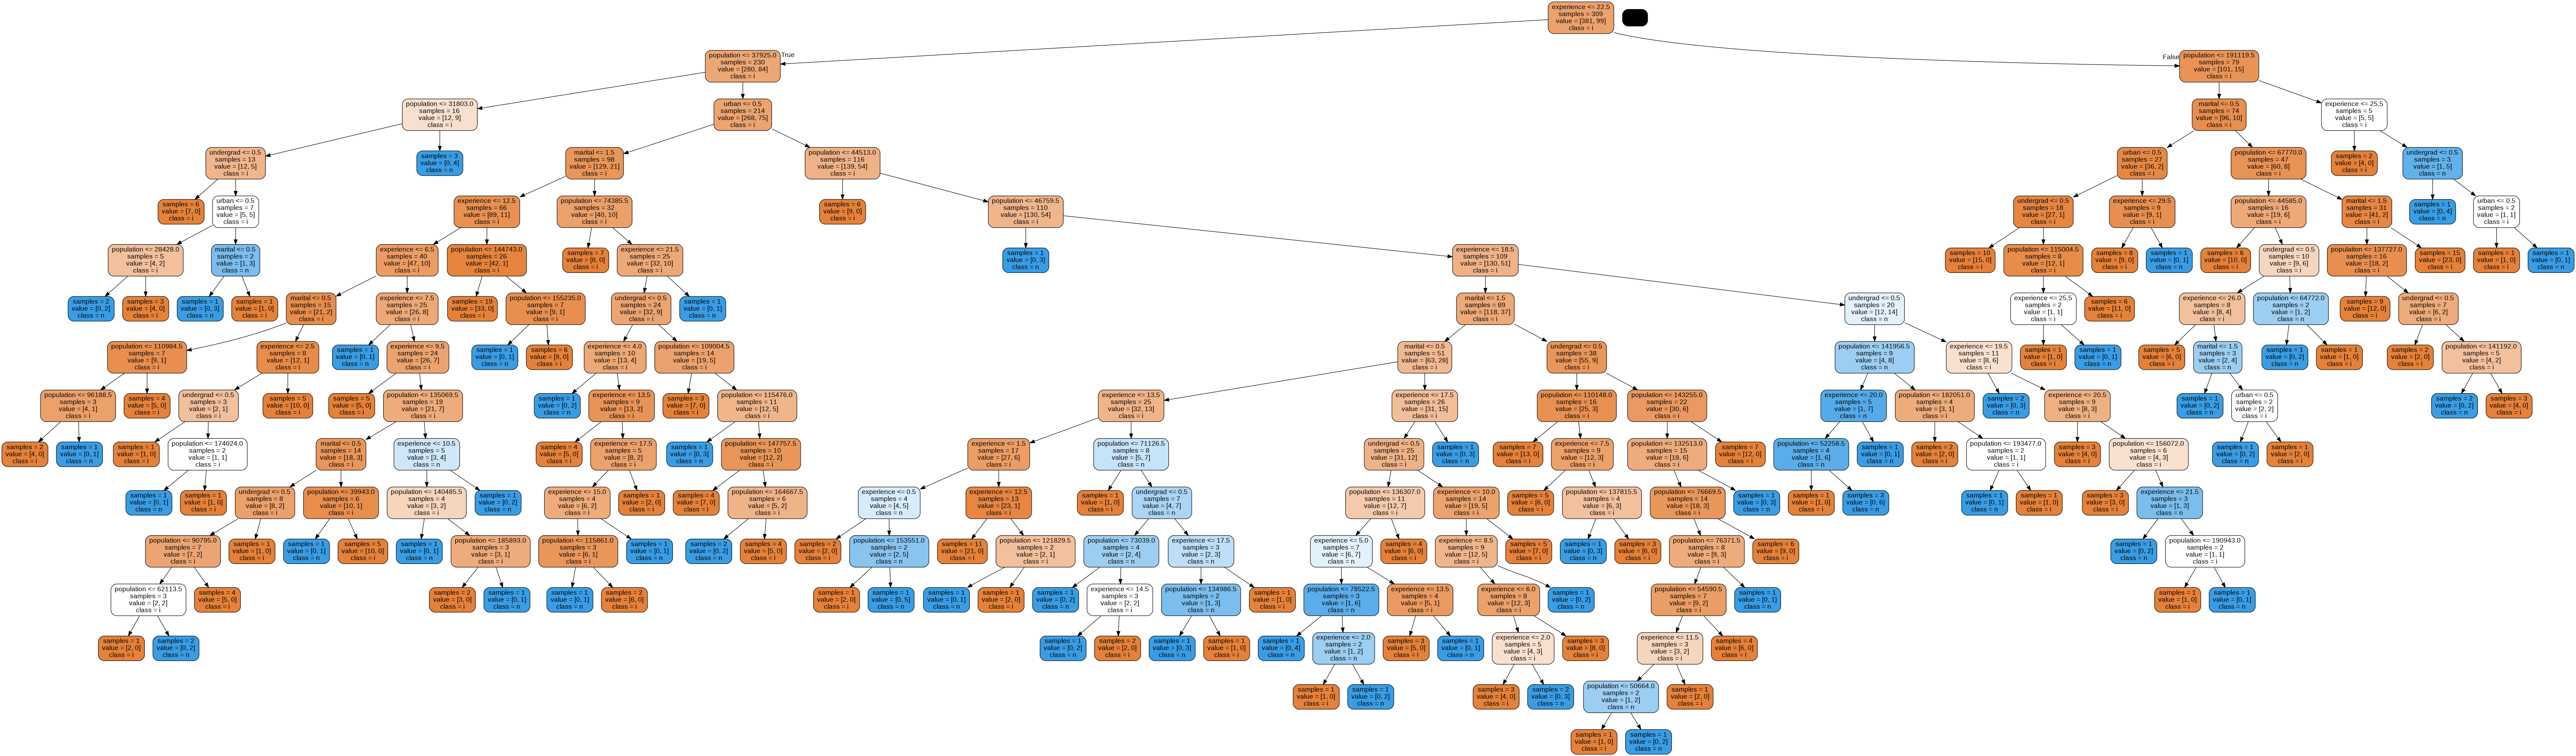 experience <= 22.5
samples = 309
value = [381, 99]
class = i
True
False
population <= 37925.0
samples = 230
value = [280, 84]
class = i
population <= 191119.5
samples = 79
value = [101, 15]
class = i
population <= 31803.0
samples = 16
value = [12, 9]
class = i
urban <= 0.5
samples = 214
value = [268, 75]
class = i
marital <= 0.5
samples = 74
value = [96, 10]
class = i
experience <= 25.5
samples = 5
value = [5, 5]
class = i
undergrad <= 0.5
samples = 13
value = [12, 5]
class = i
samples = 3
value = [0, 4]
class = n
marital <= 1.5
samples = 98
value = [129, 21]
class = i
population <= 44513.0
samples = 116
value = [139, 54]
class = i
urban <= 0.5
samples = 27
value = [36, 2]
class = i
population <= 67770.0
samples = 47
value = [60, 8]
class = i
samples = 2
value = [4, 0]
class = i
undergrad <= 0.5
samples = 3
value = [1, 5]
class = n
samples = 6
value = [7, 0]
class = i
urban <= 0.5
samples = 7
value = [5, 5]
class = i
experience <= 12.5
samples = 66
value = [89, 11]
class = i
population <= 74385.5
samples = 32
value = [40, 10]
class = i
samples = 6
value = [9, 0]
class = i
population <= 46759.5
samples = 110
value = [130, 54]
class = i
undergrad <= 0.5
samples = 18
value = [27, 1]
class = i
experience <= 29.5
samples = 9
value = [9, 1]
class = i
population <= 44585.0
samples = 16
value = [19, 6]
class = i
marital <= 1.5
samples = 31
value = [41, 2]
class = i
samples = 1
value = [0, 4]
class = n
urban <= 0.5
samples = 2
value = [1, 1]
class = i
population <= 28428.0
samples = 5
value = [4, 2]
class = i
marital <= 0.5
samples = 2
value = [1, 3]
class = n
experience <= 6.5
samples = 40
value = [47, 10]
class = i
population <= 144743.0
samples = 26
value = [42, 1]
class = i
samples = 7
value = [8, 0]
class = i
experience <= 21.5
samples = 25
value = [32, 10]
class = i
samples = 1
value = [0, 3]
class = n
experience <= 18.5
samples = 109
value = [130, 51]
class = i
samples = 10
value = [15, 0]
class = i
population <= 115004.5
samples = 8
value = [12, 1]
class = i
samples = 8
value = [9, 0]
class = i
samples = 1
value = [0, 1]
class = n
samples = 6
value = [10, 0]
class = i
undergrad <= 0.5
samples = 10
value = [9, 6]
class = i
population <= 137727.0
samples = 16
value = [18, 2]
class = i
samples = 15
value = [23, 0]
class = i
samples = 1
value = [1, 0]
class = i
samples = 1
value = [0, 1]
class = n
samples = 2
value = [0, 2]
class = n
samples = 3
value = [4, 0]
class = i
samples = 1
value = [0, 3]
class = n
samples = 1
value = [1, 0]
class = i
marital <= 0.5
samples = 15
value = [21, 2]
class = i
experience <= 7.5
samples = 25
value = [26, 8]
class = i
samples = 19
value = [33, 0]
class = i
population <= 155235.0
samples = 7
value = [9, 1]
class = i
undergrad <= 0.5
samples = 24
value = [32, 9]
class = i
samples = 1
value = [0, 1]
class = n
marital <= 1.5
samples = 89
value = [118, 37]
class = i
undergrad <= 0.5
samples = 20
value = [12, 14]
class = n
experience <= 25.5
samples = 2
value = [1, 1]
class = i
samples = 6
value = [11, 0]
class = i
experience <= 26.0
samples = 8
value = [8, 4]
class = i
population <= 64772.0
samples = 2
value = [1, 2]
class = n
samples = 9
value = [12, 0]
class = i
undergrad <= 0.5
samples = 7
value = [6, 2]
class = i
population <= 110984.5
samples = 7
value = [9, 1]
class = i
experience <= 2.5
samples = 8
value = [12, 1]
class = i
samples = 1
value = [0, 1]
class = n
experience <= 9.5
samples = 24
value = [26, 7]
class = i
samples = 1
value = [0, 1]
class = n
samples = 6
value = [9, 0]
class = i
experience <= 4.0
samples = 10
value = [13, 4]
class = i
population <= 109004.5
samples = 14
value = [19, 5]
class = i
marital <= 0.5
samples = 51
value = [63, 28]
class = i
undergrad <= 0.5
samples = 38
value = [55, 9]
class = i
population <= 141956.5
samples = 9
value = [4, 8]
class = n
experience <= 19.5
samples = 11
value = [8, 6]
class = i
samples = 1
value = [1, 0]
class = i
samples = 1
value = [0, 1]
class = n
samples = 5
value = [6, 0]
class = i
marital <= 1.5
samples = 3
value = [2, 4]
class = n
samples = 1
value = [0, 2]
class = n
samples = 1
value = [1, 0]
class = i
samples = 2
value = [2, 0]
class = i
population <= 141192.0
samples = 5
value = [4, 2]
class = i
population <= 96188.5
samples = 3
value = [4, 1]
class = i
samples = 4
value = [5, 0]
class = i
undergrad <= 0.5
samples = 3
value = [2, 1]
class = i
samples = 5
value = [10, 0]
class = i
samples = 5
value = [5, 0]
class = i
population <= 135069.5
samples = 19
value = [21, 7]
class = i
samples = 1
value = [0, 2]
class = n
experience <= 13.5
samples = 9
value = [13, 2]
class = i
samples = 3
value = [7, 0]
class = i
population <= 115476.0
samples = 11
value = [12, 5]
class = i
experience <= 13.5
samples = 25
value = [32, 13]
class = i
experience <= 17.5
samples = 26
value = [31, 15]
class = i
population <= 110148.0
samples = 16
value = [25, 3]
class = i
population <= 143255.0
samples = 22
value = [30, 6]
class = i
experience <= 20.0
samples = 5
value = [1, 7]
class = n
population <= 182051.0
samples = 4
value = [3, 1]
class = i
samples = 2
value = [0, 3]
class = n
experience <= 20.5
samples = 9
value = [8, 3]
class = i
samples = 1
value = [0, 2]
class = n
urban <= 0.5
samples = 2
value = [2, 2]
class = i
samples = 2
value = [0, 2]
class = n
samples = 3
value = [4, 0]
class = i
samples = 2
value = [4, 0]
class = i
samples = 1
value = [0, 1]
class = n
samples = 1
value = [1, 0]
class = i
population <= 174024.0
samples = 2
value = [1, 1]
class = i
marital <= 0.5
samples = 14
value = [18, 3]
class = i
experience <= 10.5
samples = 5
value = [3, 4]
class = n
samples = 4
value = [5, 0]
class = i
experience <= 17.5
samples = 5
value = [8, 2]
class = i
samples = 1
value = [0, 3]
class = n
population <= 147757.5
samples = 10
value = [12, 2]
class = i
experience <= 1.5
samples = 17
value = [27, 6]
class = i
population <= 71126.5
samples = 8
value = [5, 7]
class = n
undergrad <= 0.5
samples = 25
value = [31, 12]
class = i
samples = 1
value = [0, 3]
class = n
samples = 7
value = [13, 0]
class = i
experience <= 7.5
samples = 9
value = [12, 3]
class = i
population <= 132513.0
samples = 15
value = [18, 6]
class = i
samples = 7
value = [12, 0]
class = i
population <= 52258.5
samples = 4
value = [1, 6]
class = n
samples = 1
value = [0, 1]
class = n
samples = 2
value = [2, 0]
class = i
population <= 193477.0
samples = 2
value = [1, 1]
class = i
samples = 3
value = [4, 0]
class = i
population <= 156072.0
samples = 6
value = [4, 3]
class = i
samples = 1
value = [0, 2]
class = n
samples = 1
value = [2, 0]
class = i
samples = 1
value = [0, 1]
class = n
samples = 1
value = [1, 0]
class = i
undergrad <= 0.5
samples = 8
value = [8, 2]
class = i
population <= 39943.0
samples = 6
value = [10, 1]
class = i
population <= 140485.5
samples = 4
value = [3, 2]
class = i
samples = 1
value = [0, 2]
class = n
experience <= 15.0
samples = 4
value = [6, 2]
class = i
samples = 1
value = [2, 0]
class = i
samples = 4
value = [7, 0]
class = i
population <= 164667.5
samples = 6
value = [5, 2]
class = i
experience <= 0.5
samples = 4
value = [4, 5]
class = n
experience <= 12.5
samples = 13
value = [23, 1]
class = i
samples = 1
value = [1, 0]
class = i
undergrad <= 0.5
samples = 7
value = [4, 7]
class = n
population <= 136307.0
samples = 11
value = [12, 7]
class = i
experience <= 10.0
samples = 14
value = [19, 5]
class = i
samples = 5
value = [6, 0]
class = i
population <= 137815.5
samples = 4
value = [6, 3]
class = i
population <= 76669.5
samples = 14
value = [18, 3]
class = i
samples = 1
value = [0, 3]
class = n
samples = 1
value = [1, 0]
class = i
samples = 3
value = [0, 6]
class = n
samples = 1
value = [0, 1]
class = n
samples = 1
value = [1, 0]
class = i
samples = 3
value = [3, 0]
class = i
experience <= 21.5
samples = 3
value = [1, 3]
class = n
population <= 90795.0
samples = 7
value = [7, 2]
class = i
samples = 1
value = [1, 0]
class = i
samples = 1
value = [0, 1]
class = n
samples = 5
value = [10, 0]
class = i
samples = 1
value = [0, 1]
class = n
population <= 185893.0
samples = 3
value = [3, 1]
class = i
population <= 115861.0
samples = 3
value = [6, 1]
class = i
samples = 1
value = [0, 1]
class = n
samples = 2
value = [0, 2]
class = n
samples = 4
value = [5, 0]
class = i
samples = 2
value = [2, 0]
class = i
population <= 153551.0
samples = 2
value = [2, 5]
class = n
samples = 11
value = [21, 0]
class = i
population <= 121829.5
samples = 2
value = [2, 1]
class = i
population <= 73039.0
samples = 4
value = [2, 4]
class = n
experience <= 17.5
samples = 3
value = [2, 3]
class = n
experience <= 5.0
samples = 7
value = [6, 7]
class = n
samples = 4
value = [6, 0]
class = i
experience <= 8.5
samples = 9
value = [12, 5]
class = i
samples = 5
value = [7, 0]
class = i
samples = 1
value = [0, 3]
class = n
samples = 3
value = [6, 0]
class = i
population <= 76371.5
samples = 8
value = [9, 3]
class = i
samples = 6
value = [9, 0]
class = i
samples = 1
value = [0, 2]
class = n
population <= 190943.0
samples = 2
value = [1, 1]
class = i
population <= 62113.5
samples = 3
value = [2, 2]
class = i
samples = 4
value = [5, 0]
class = i
samples = 2
value = [3, 0]
class = i
samples = 1
value = [0, 1]
class = n
samples = 1
value = [0, 1]
class = n
samples = 2
value = [6, 0]
class = i
samples = 1
value = [2, 0]
class = i
samples = 1
value = [0, 5]
class = n
samples = 1
value = [0, 1]
class = n
samples = 1
value = [2, 0]
class = i
samples = 1
value = [0, 2]
class = n
experience <= 14.5
samples = 3
value = [2, 2]
class = i
population <= 134986.5
samples = 2
value = [1, 3]
class = n
samples = 1
value = [1, 0]
class = i
population <= 78522.5
samples = 3
value = [1, 6]
class = n
experience <= 13.5
samples = 4
value = [5, 1]
class = i
experience <= 6.0
samples = 8
value = [12, 3]
class = i
samples = 1
value = [0, 2]
class = n
population <= 54590.5
samples = 7
value = [9, 2]
class = i
samples = 1
value = [0, 1]
class = n
samples = 1
value = [1, 0]
class = i
samples = 1
value = [0, 1]
class = n
samples = 1
value = [2, 0]
class = i
samples = 2
value = [0, 2]
class = n
samples = 1
value = [0, 2]
class = n
samples = 2
value = [2, 0]
class = i
samples = 1
value = [0, 3]
class = n
samples = 1
value = [1, 0]
class = i
samples = 1
value = [0, 4]
class = n
experience <= 2.0
samples = 2
value = [1, 2]
class = n
samples = 3
value = [5, 0]
class = i
samples = 1
value = [0, 1]
class = n
experience <= 2.0
samples = 5
value = [4, 3]
class = i
samples = 3
value = [8, 0]
class = i
experience <= 11.5
samples = 3
value = [3, 2]
class = i
samples = 4
value = [6, 0]
class = i
samples = 1
value = [1, 0]
class = i
samples = 1
value = [0, 2]
class = n
samples = 3
value = [4, 0]
class = i
samples = 2
value = [0, 3]
class = n
population <= 50664.0
samples = 2
value = [1, 2]
class = n
samples = 1
value = [2, 0]
class = i
samples = 1
value = [1, 0]
class = i
samples = 1
value = [0, 2]
class = n